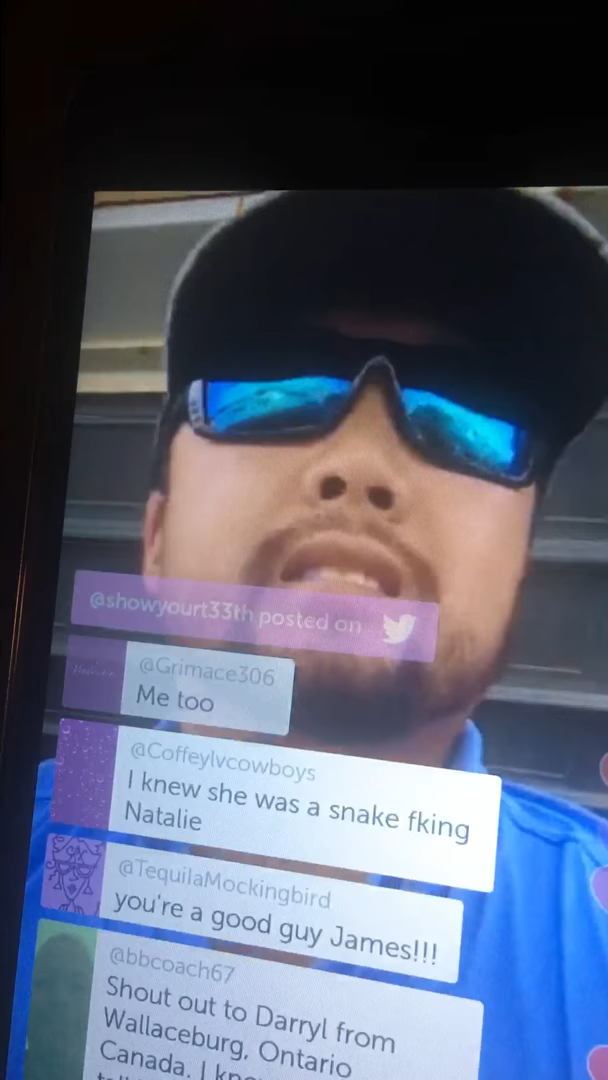 @showyourt33th posted on
@Grimace306
Me too
@Coffeylvcowboys
I knew she was a snake fking
Natalie
@TequilaMockingbird
you're a good guy James!!!
@bbcoach67
Shout out to Darryl from
Wallaceburg, Ontario
Canada. I